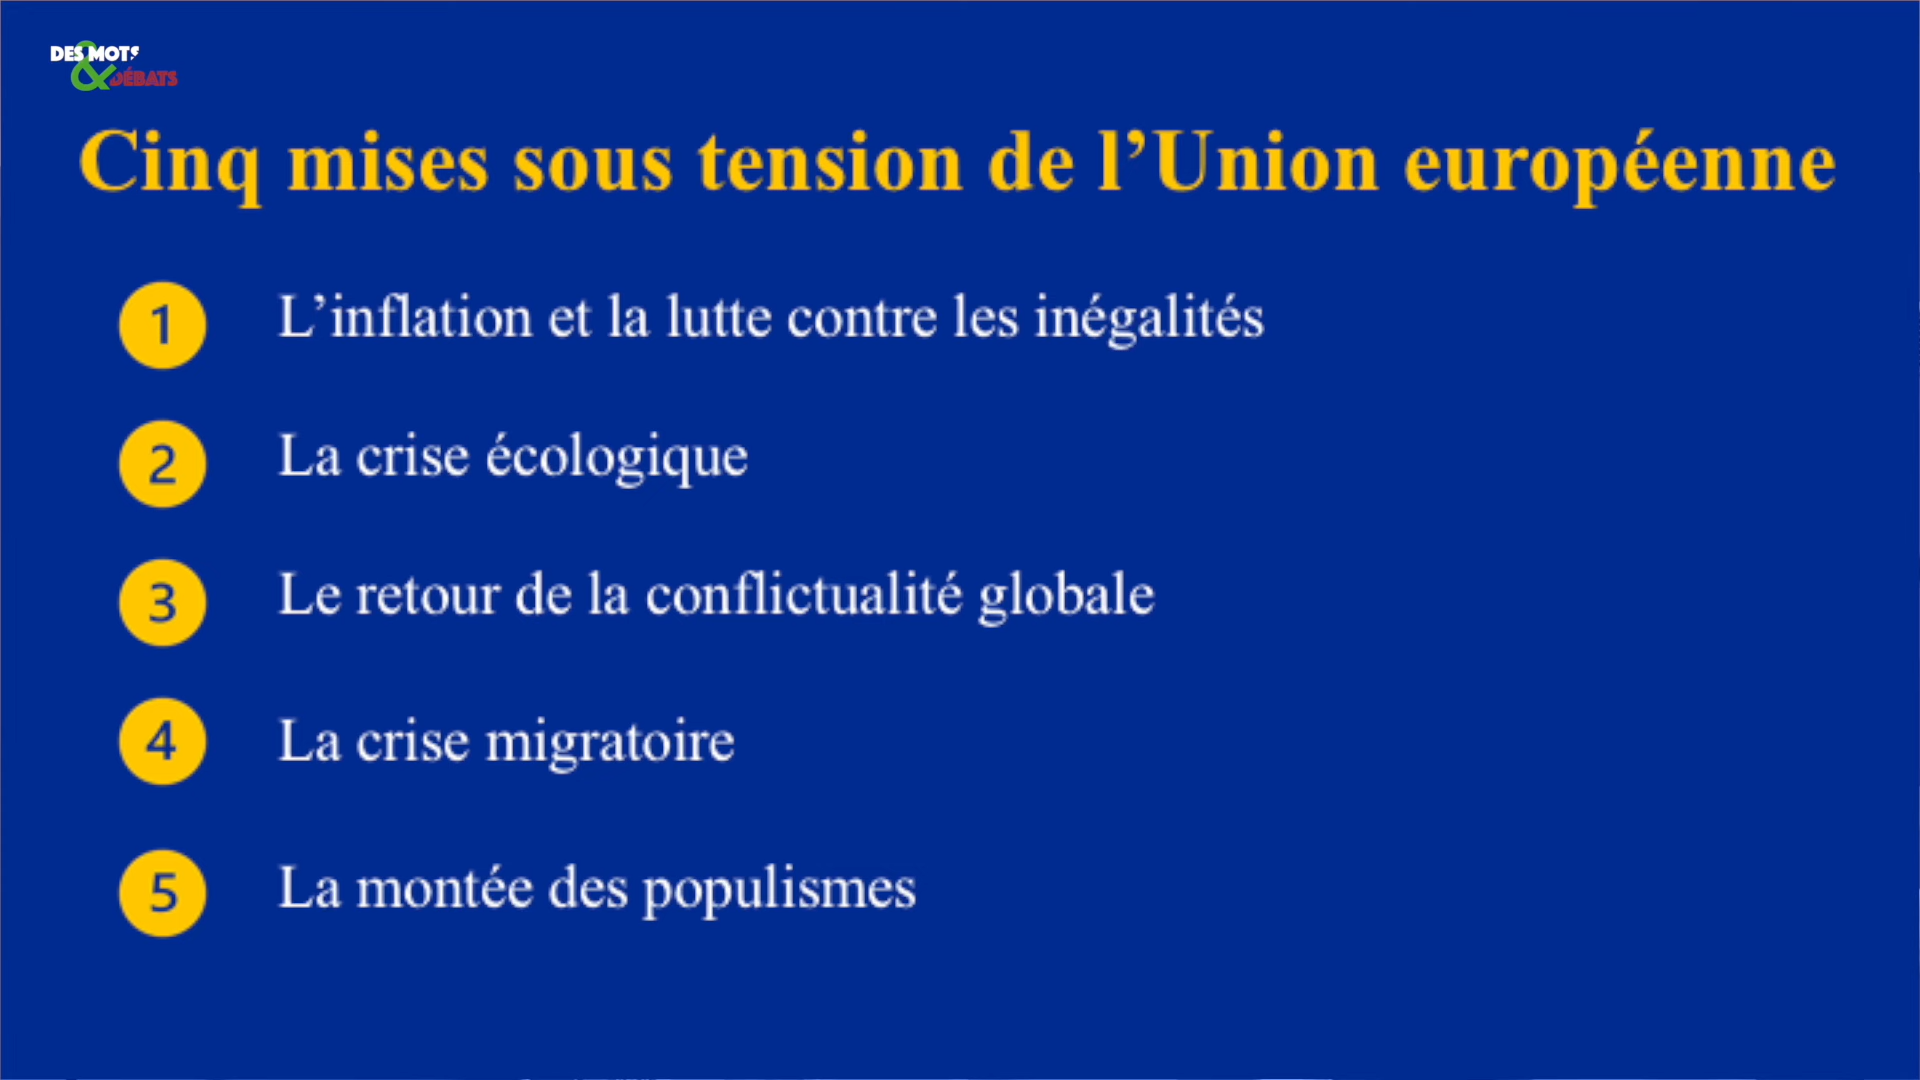 DES MOTS
& DÉBATS
Cinq mises sous tension de l’Union européenne
1 L’inflation et la lutte contre les inégalités
2 La crise écologique
3 Le retour de la conflictualité globale
4 La crise migratoire
5 La montée des populismes